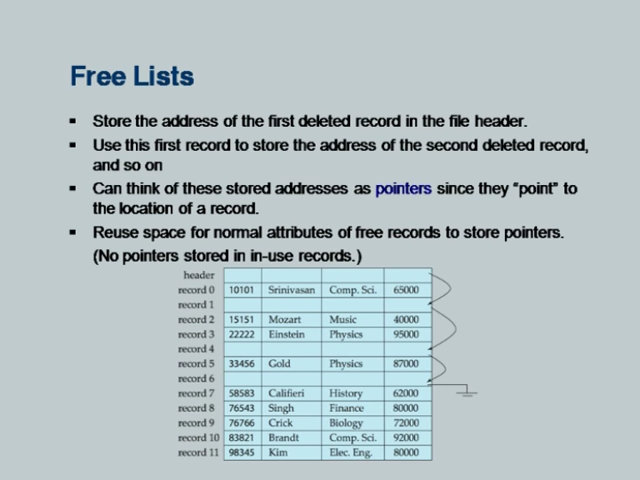 Free Lists
▪ Store the address of the first deleted record in the file header.
▪ Use this first record to store the address of the second deleted record,
and so on
▪ Can think of these stored addresses as pointers since they “point” to
the location of a record.
▪ Reuse space for normal attributes of free records to store pointers.
(No pointers stored in in-use records.)
header
record 0 10101 Srinivasan Comp. Sci. 65000
record 1
record 2 15151 Mozart Music 40000
record 3 22222 Einstein Physics 95000
record 4
record 5 33456 Gold Physics 87000
record 6
record 7 58583 Califieri History 62000
record 8 76543 Singh Finance 80000
record 9 76766 Crick Biology 72000
record 10 83821 Brandt Comp. Sci. 92000
record 11 98345 Kim Elec. Eng. 80000